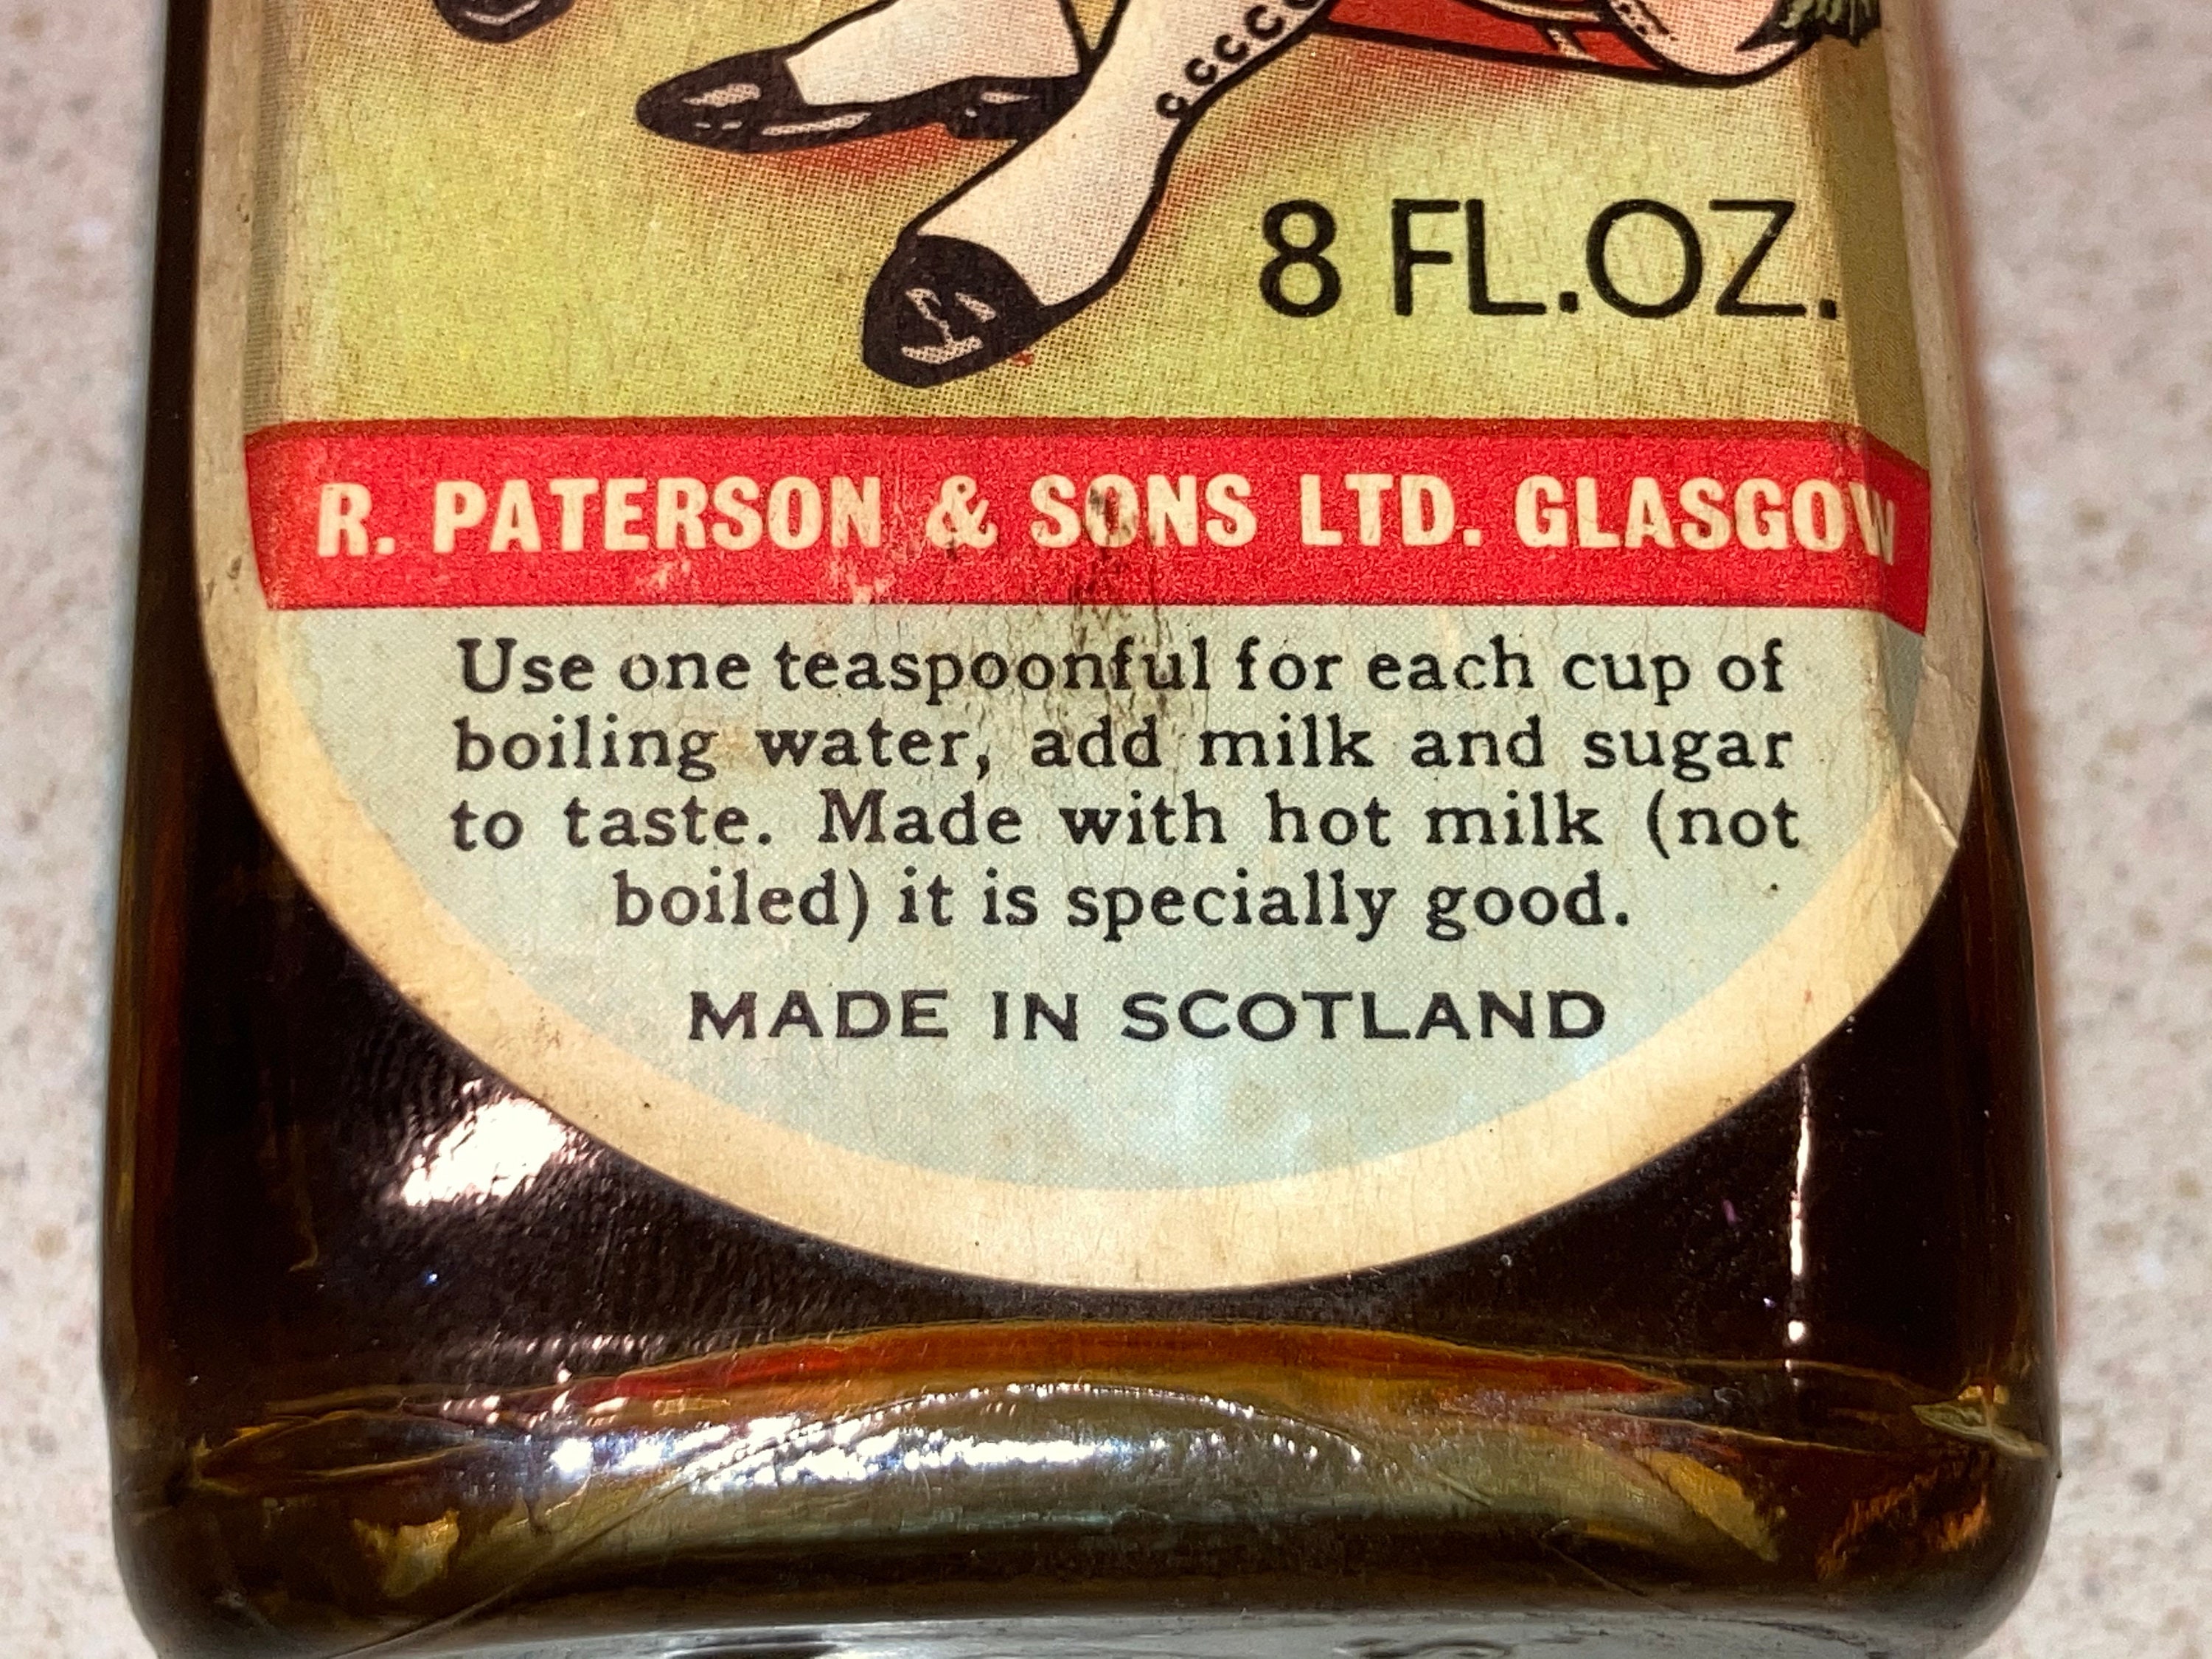 8 FL.OZ.
R. PATERSON & SONS LTD. GLASGOW
Use one teaspoonful for each cup of
boiling water, add milk and sugar
to taste. Made with hot milk (not
boiled) it is specially good.
MADE IN SCOTLAND